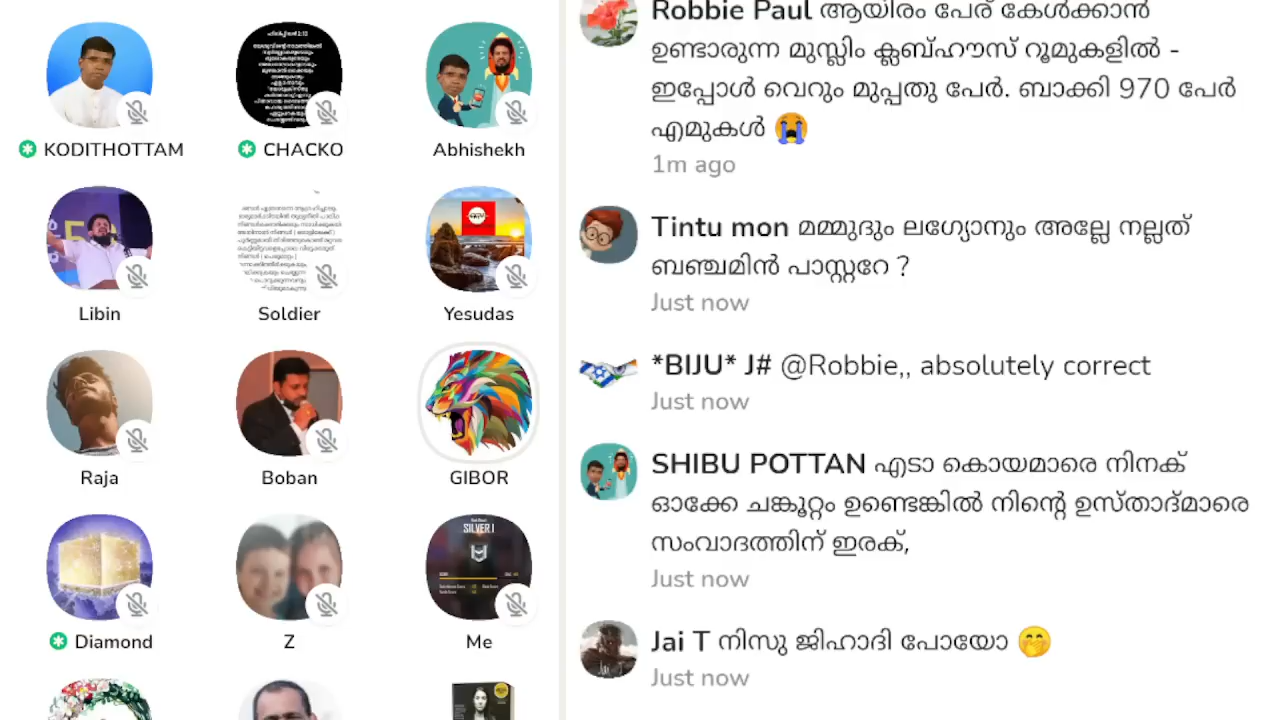 KODITHOTTAM
CHACKO
Abhishekh
Libin
Soldier
Yesudas
Raja
Boban
GIBOR
SILVER I
Diamond
Z
Me
Robbie Paul ആയിരം പേര് കേൾക്കാൻ
ഉണ്ടാരുന്ന മുസ്ലിം ക്ലബ്ഹൗസ് റൂമുകളിൽ -
ഇപ്പോൾ വെറും മുപ്പതു പേർ. ബാക്കി 970 പേർ
എമുകൾ 😭
1m ago
Tintu mon മമ്മുദും ലഗ്യോനും അല്ലേ നല്ലത്
ബഞ്ചമിൻ പാസ്റ്ററേ ?
Just now
*BIJU* J# @Robbie,, absolutely correct
Just now
SHIBU POTTAN എടാ കൊയമാരെ നിനക്
ഓക്കേ ചങ്കൂറ്റം ഉണ്ടെങ്കിൽ നിന്റെ ഉസ്താദ്മാരെ
സംവാദത്തിന് ഇരക്,
Just now
Jai T നിസു ജിഹാദി പോയോ 🤭
Just now